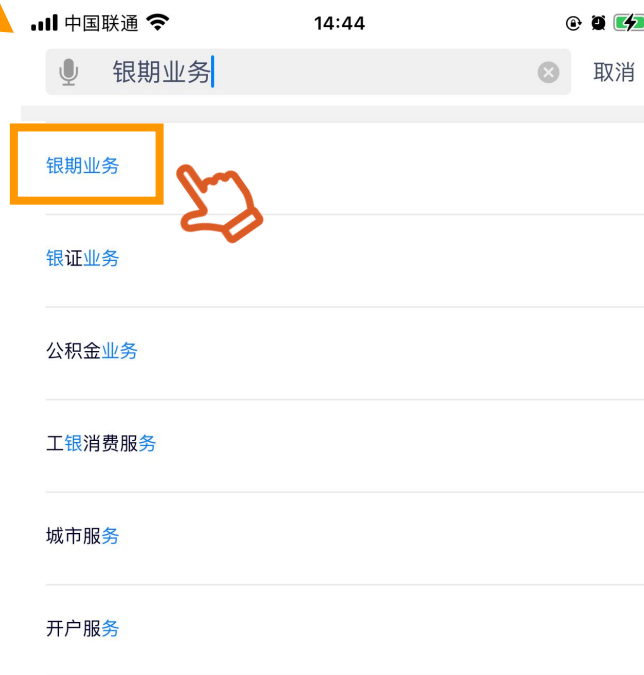 中国联通 14:44
银期业务 取消
银期业务
银证业务
公积金业务
工银消费服务
城市服务
开户服务